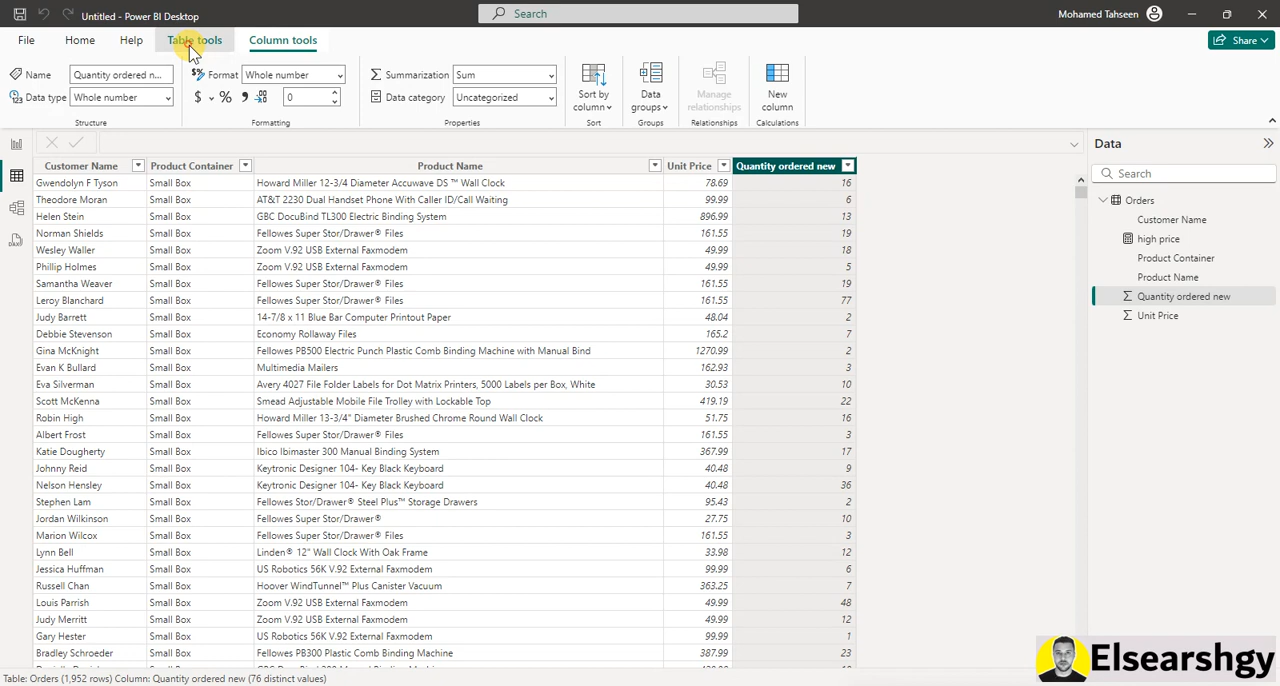 Untitled - Power BI Desktop
Search
Mohamed Tahseen
File Home Help Table tools Column tools
Share
Name Quantity ordered n...
Data type Whole number
Structure
Format Whole number
$ % 9 .00 0
Formatting
Summarization Sum
Data category Uncategorized
Properties
Sort by column
Sort
Data groups
Groups
Manage relationships
Relationships
New column
Calculations
Customer Name Product Container Product Name Unit Price Quantity ordered new
Gwendolyn F Tyson Small Box Howard Miller 12-3/4 Diameter Accuwave DS ™ Wall Clock 78.69 16
Theodore Moran Small Box AT&T 2230 Dual Handset Phone With Caller ID/Call Waiting 99.99 6
Helen Stein Small Box GBC DocuBind TL300 Electric Binding System 896.99 13
Norman Shields Small Box Fellowes Super Stor/Drawer® Files 161.55 19
Wesley Waller Small Box Zoom V.92 USB External Faxmodem 49.99 18
Phillip Holmes Small Box Zoom V.92 USB External Faxmodem 49.99 5
Samantha Weaver Small Box Fellowes Super Stor/Drawer® Files 161.55 19
Leroy Blanchard Small Box Fellowes Super Stor/Drawer® Files 161.55 77
Judy Barrett Small Box 14-7/8 x 11 Blue Bar Computer Printout Paper 48.04 2
Debbie Stevenson Small Box Economy Rollaway Files 165.2 7
Gina McKnight Small Box Fellowes PB500 Electric Punch Plastic Comb Binding Machine with Manual Bind 1270.99 2
Evan K Bullard Small Box Multimedia Mailers 162.93 3
Eva Silverman Small Box Avery 4027 File Folder Labels for Dot Matrix Printers, 5000 Labels per Box, White 30.53 10
Scott McKenna Small Box Smead Adjustable Mobile File Trolley with Lockable Top 419.19 22
Robin High Small Box Howard Miller 13-3/4" Diameter Brushed Chrome Round Wall Clock 51.75 16
Albert Frost Small Box Fellowes Super Stor/Drawer® Files 161.55 3
Katie Dougherty Small Box Ibico Ibimaster 300 Manual Binding System 367.99 17
Johnny Reid Small Box Keytronic Designer 104- Key Black Keyboard 40.48 9
Nelson Hensley Small Box Keytronic Designer 104- Key Black Keyboard 40.48 36
Stephen Lam Small Box Fellowes Stor/Drawer® Steel Plus™ Storage Drawers 95.43 2
Jordan Wilkinson Small Box Fellowes Super Stor/Drawer® 27.75 10
Marion Wilcox Small Box Fellowes Super Stor/Drawer® Files 161.55 3
Lynn Bell Small Box Linden® 12" Wall Clock With Oak Frame 33.98 12
Jessica Huffman Small Box US Robotics 56K V.92 External Faxmodem 99.99 6
Russell Chan Small Box Hoover WindTunnel™ Plus Canister Vacuum 363.25 7
Louis Parrish Small Box Zoom V.92 USB External Faxmodem 49.99 48
Judy Merritt Small Box Zoom V.92 USB External Faxmodem 49.99 12
Gary Hester Small Box US Robotics 56K V.92 External Faxmodem 99.99 1
Bradley Schroeder Small Box Fellowes PB300 Plastic Comb Binding Machine 387.99 23
Data
Search
Orders
Customer Name
high price
Product Container
Product Name
Quantity ordered new
Unit Price
Elsearshgy
Table: Orders (1,952 rows) Column: Quantity ordered new (76 distinct values)